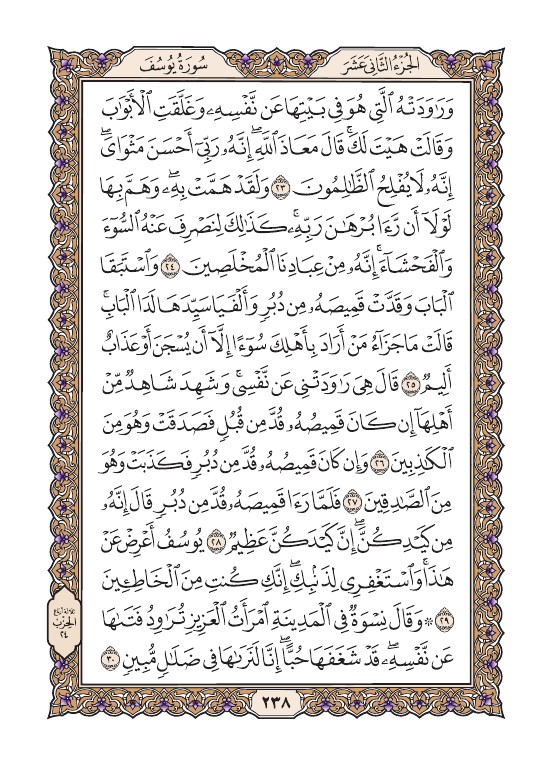 الجُزْءُ الثَّانِي عَشَرَ
سُورَةُ يُوسُفَ
وَرَٰوَدَتْهُ ٱلَّتِى هُوَ فِى بَيْتِهَا عَن نَّفْسِهِۦ وَغَلَّقَتِ ٱلْأَبْوَٰبَ
وَقَالَتْ هَيْتَ لَكَ ۚ قَالَ مَعَاذَ ٱللَّهِ ۖ إِنَّهُۥ رَبِّىٓ أَحْسَنَ مَثْوَاىَ ۖ
إِنَّهُۥ لَا يُفْلِحُ ٱلظَّٰلِمُونَ ٢٣ وَلَقَدْ هَمَّتْ بِهِۦ ۖ وَهَمَّ بِهَا
لَوْلَآ أَن رَّءَا بُرْهَٰنَ رَبِّهِۦ ۚ كَذَٰلِكَ لِنَصْرِفَ عَنْهُ ٱلسُّوٓءَ
وَٱلْفَحْشَآءَ ۚ إِنَّهُۥ مِنْ عِبَادِنَا ٱلْمُخْلَصِينَ ٢٤ وَٱسْتَبَقَا
ٱلْبَابَ وَقَدَّتْ قَمِيصَهُۥ مِن دُبُرٍ وَأَلْفَيَا سَيِّدَهَا لَدَا ٱلْبَابِ ۚ
قَالَتْ مَا جَزَآءُ مَنْ أَرَادَ بِأَهْلِكَ سُوٓءًا إِلَّآ أَن يُسْجَنَ أَوْ عَذَابٌ
أَلِيمٌ ٢٥ قَالَ هِىَ رَٰوَدَتْنِى عَن نَّفْسِى ۚ وَشَهِدَ شَاهِدٌ مِّنْ
أَهْلِهَآ إِن كَانَ قَمِيصُهُۥ قُدَّ مِن قُبُلٍ فَصَدَقَتْ وَهُوَ مِنَ
ٱلْكَٰذِبِينَ ٢٦ وَإِن كَانَ قَمِيصُهُۥ قُدَّ مِن دُبُرٍ فَكَذَبَتْ وَهُوَ
مِنَ ٱلصَّٰدِقِينَ ٢٧ فَلَمَّا رَءَا قَمِيصَهُۥ قُدَّ مِن دُبُرٍ قَالَ إِنَّهُۥ
مِن كَيْدِكُنَّ ۖ إِنَّ كَيْدَكُنَّ عَظِيمٌ ٢٨ يُوسُفُ أَعْرِضْ عَنْ
هَٰذَا ۚ وَٱسْتَغْفِرِى لِذَنۢبِكِ ۖ إِنَّكِ كُنتِ مِنَ ٱلْخَاطِـِٔينَ
٢٩ ۞ وَقَالَ نِسْوَةٌ فِى ٱلْمَدِينَةِ ٱمْرَأَتُ ٱلْعَزِيزِ تُرَٰوِدُ فَتَىٰهَا
عَن نَّفْسِهِۦ ۖ قَدْ شَغَفَهَا حُبًّا ۖ إِنَّا لَنَرَىٰهَا فِى ضَلَٰلٍ مُّبِينٍ ٣٠
الحزب
٢٤
٢٣٨